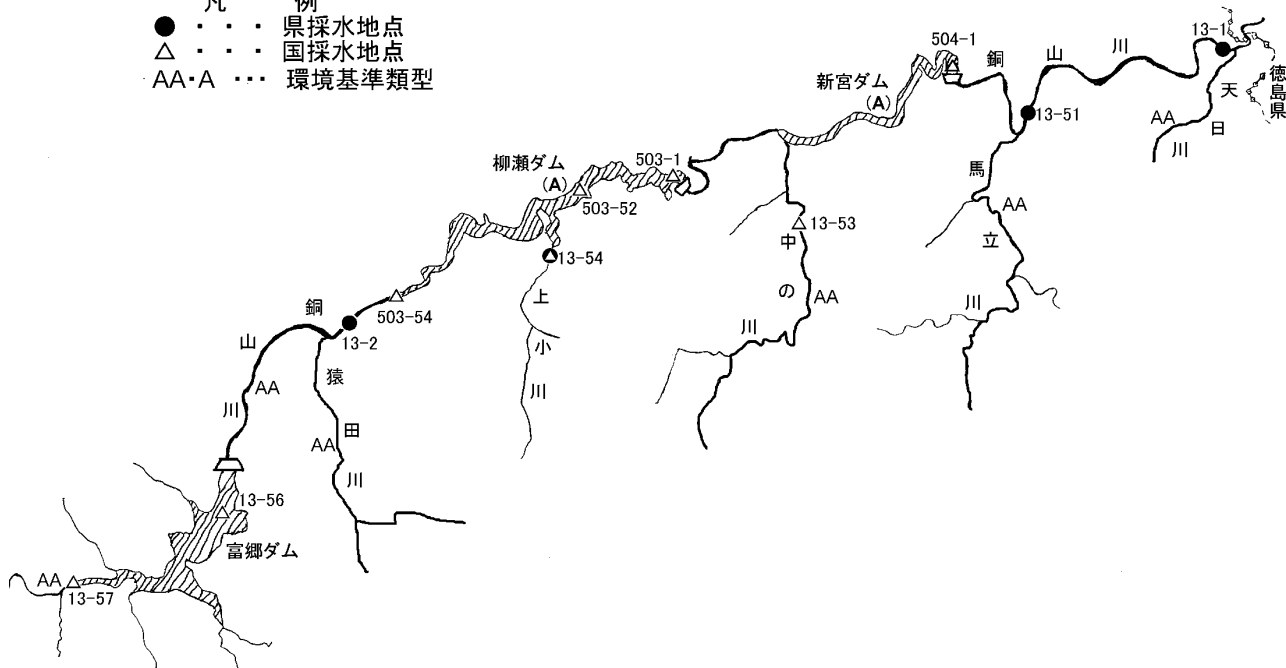 凡 例
● ・ ・ ・ 県採水地点
△ ・ ・ ・ 国採水地点
AA・A ・・・ 環境基準類型
13-1
徳島県
504-1
銅山川
新宮ダム
(A)
天日川
AA
13-51
柳瀬ダム
(A)
503-1
503-52
馬立川
AA
13-53
中の川
AA
13-54
上小川
503-54
銅山川
AA
13-2
猿田川
AA
13-56
富郷ダム
AA
13-57